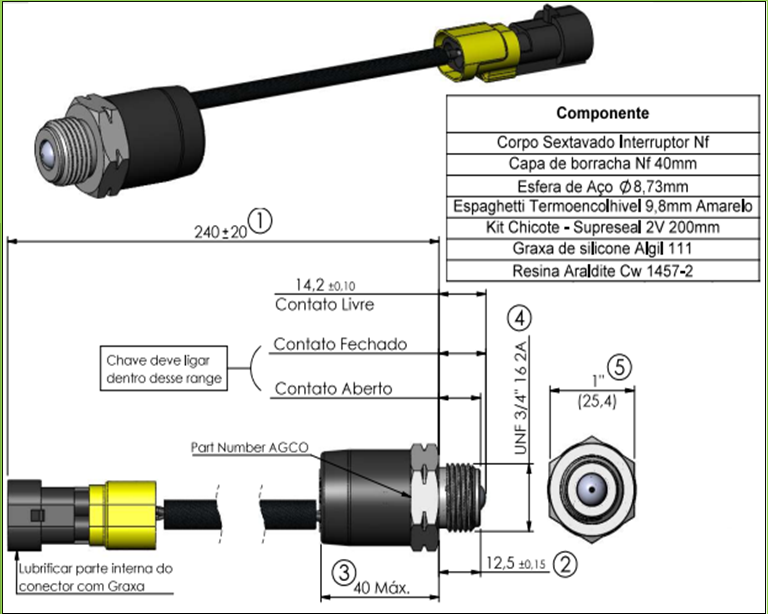 Componente
Corpo Sextavado Interruptor Nf
Capa de borracha Nf 40mm
Esfera de Aço ∅8,73mm
Espaghetti Termoencolhivel 9,8mm Amarelo
Kit Chicote - Supreseal 2V 200mm
Graxa de silicone Algil 111
Resina Araldite Cw 1457-2
240±20 1
14,2 ±0,10
Contato Livre
Contato Fechado
Chave deve ligar
dentro desse range
Contato Aberto
4
UNF 3/4" 16 2A
5
1"
(25,4)
Part Number AGCO
12,5 ±0,15 2
3
40 Máx.
Lubrificar parte interna do
conector com Graxa